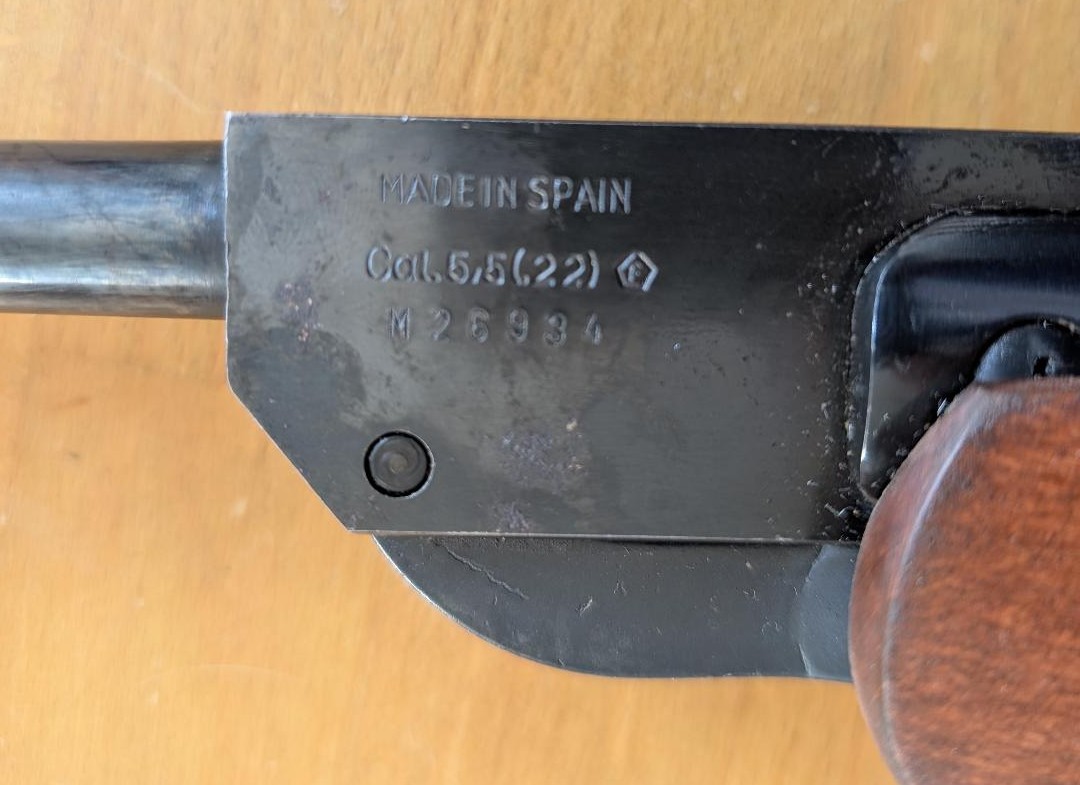 MADE IN SPAIN
Cal. 5,5(.22) F
M 26934